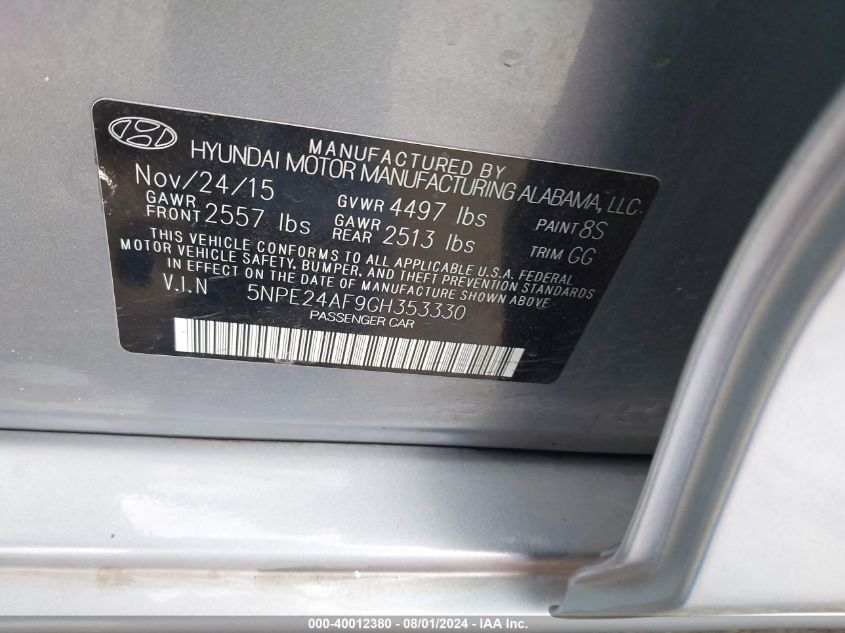 MANUFACTURED BY
HYUNDAI MOTOR MANUFACTURING ALABAMA, LLC.
Nov/24/15 GVWR 4497 lbs PAINT 8S
GAWR FRONT 2557 lbs GAWR REAR 2513 lbs TRIM GG
THIS VEHICLE CONFORMS TO ALL APPLICABLE U.S.A. FEDERAL
MOTOR VEHICLE SAFETY, BUMPER, AND THEFT PREVENTION STANDARDS
IN EFFECT ON THE DATE OF MANUFACTURE SHOWN ABOVE.
V.I.N 5NPE24AF9GH353330
PASSENGER CAR
000-40012380 - 08/01/2024 - IAA Inc.